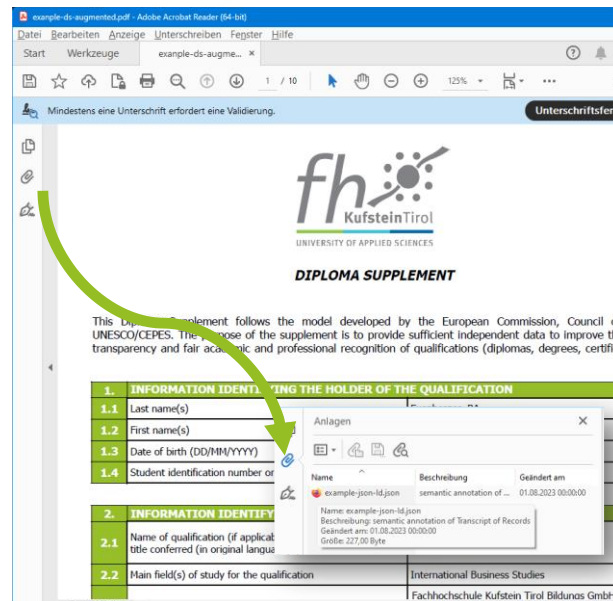 example-ds-augmented.pdf - Adobe Acrobat Reader (64-bit)
Datei Bearbeiten Anzeige Unterschreiben Fenster Hilfe
Start Werkzeuge example-ds-augme... ×
1 / 10 125%
Mindestens eine Unterschrift erfordert eine Validierung. Unterschriftsfen
fh
KufsteinTirol
UNIVERSITY OF APPLIED SCIENCES
DIPLOMA SUPPLEMENT
This Supplement follows the model developed by the European Commission, Council
UNESCO/CEPES. The purpose of the supplement is to provide sufficient independent data to improve
transparency and fair academic and professional recognition of qualifications (diplomas, degrees, certifi
1. INFORMATION IDENTIFYING THE HOLDER OF THE QUALIFICATION
1.1 Last name(s)
1.2 First name(s)
1.3 Date of birth (DD/MM/YYYY)
1.4 Student identification number or
Anlagen ×
Name Beschreibung Geändert am
example-json-ld.json semantic annotation of ... 01.08.2023 00:00:00
Name: example-json-ld.json
Beschreibung: semantic annotation of Transcript of Records
Geändert am: 01.08.2023 00:00:00
Größe: 227,00 Byte
2. INFORMATION IDENTIFY
2.1 Name of qualification (if applicab
title conferred (in original langua
2.2 Main field(s) of study for the qualification International Business Studies
Fachhochschule Kufstein Tirol Bildungs GmbH